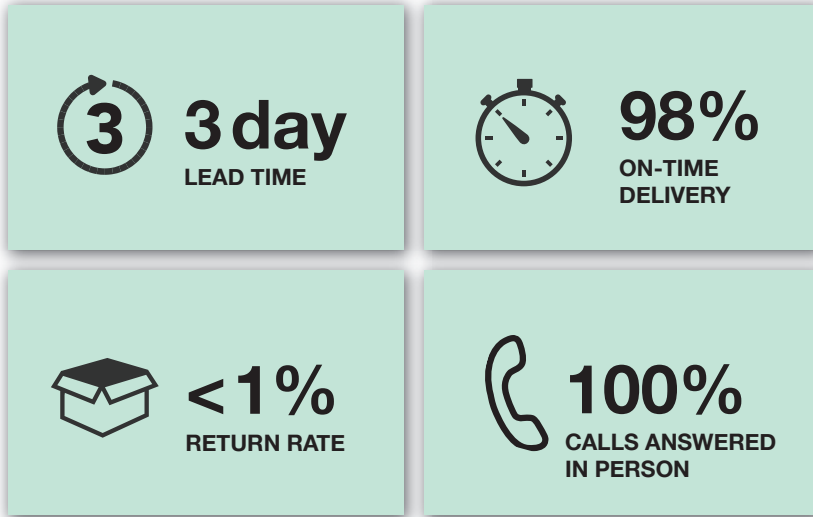 3
3 day
LEAD TIME
98%
ON-TIME
DELIVERY
<1%
RETURN RATE
100%
CALLS ANSWERED
IN PERSON